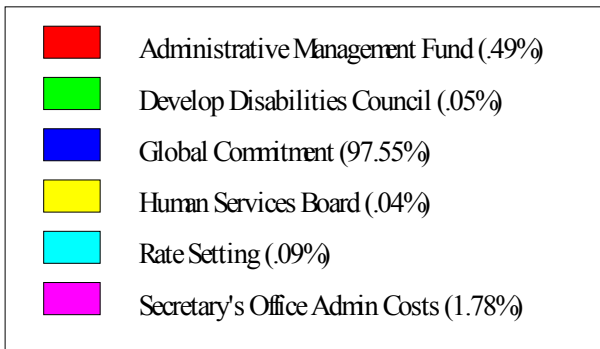 Administrative Management Fund (.49%)
Develop Disabilities Council (.05%)
Global Commitment (97.55%)
Human Services Board (.04%)
Rate Setting (.09%)
Secretary's Office Admin Costs (1.78%)